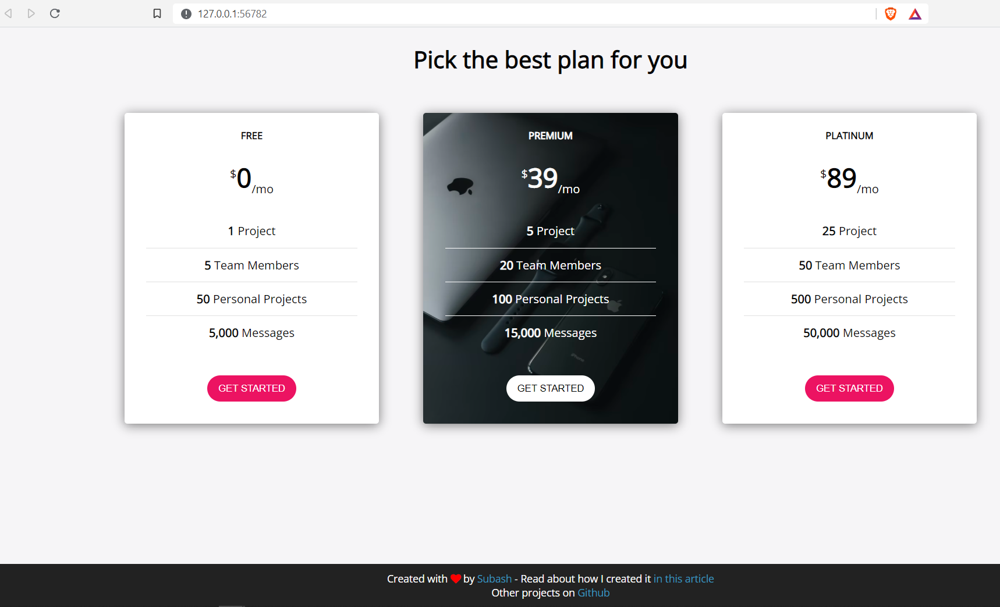 127.0.0.1:56782
Pick the best plan for you
FREE
$0/mo
1 Project
5 Team Members
50 Personal Projects
5,000 Messages
GET STARTED
PREMIUM
$39/mo
5 Project
20 Team Members
100 Personal Projects
15,000 Messages
iPhone
GET STARTED
PLATINUM
$89/mo
25 Project
50 Team Members
500 Personal Projects
50,000 Messages
GET STARTED
Created with ❤ by Subash - Read about how I created it in this article
Other projects on Github